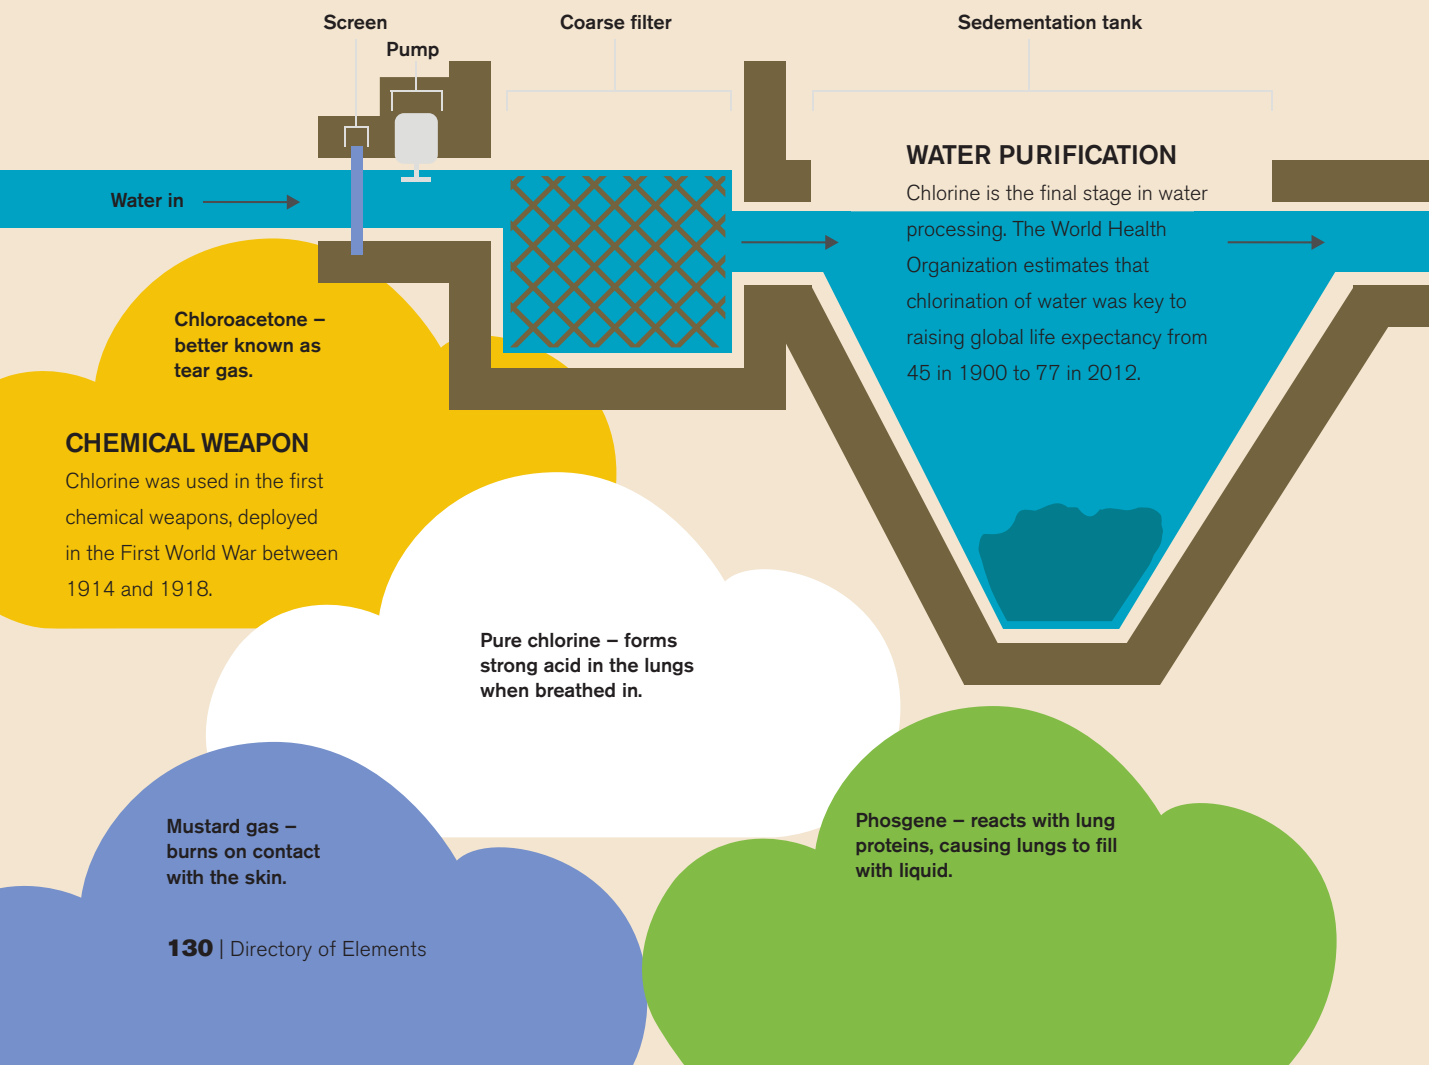 Screen
Pump
Coarse filter
Sedementation tank
Water in
WATER PURIFICATION
Chlorine is the final stage in water
processing. The World Health
Organization estimates that
chlorination of water was key to
raising global life expectancy from
45 in 1900 to 77 in 2012.
Chloroacetone –
better known as
tear gas.
CHEMICAL WEAPON
Chlorine was used in the first
chemical weapons, deployed
in the First World War between
1914 and 1918.
Pure chlorine – forms
strong acid in the lungs
when breathed in.
Mustard gas –
burns on contact
with the skin.
Phosgene – reacts with lung
proteins, causing lungs to fill
with liquid.
130 | Directory of Elements